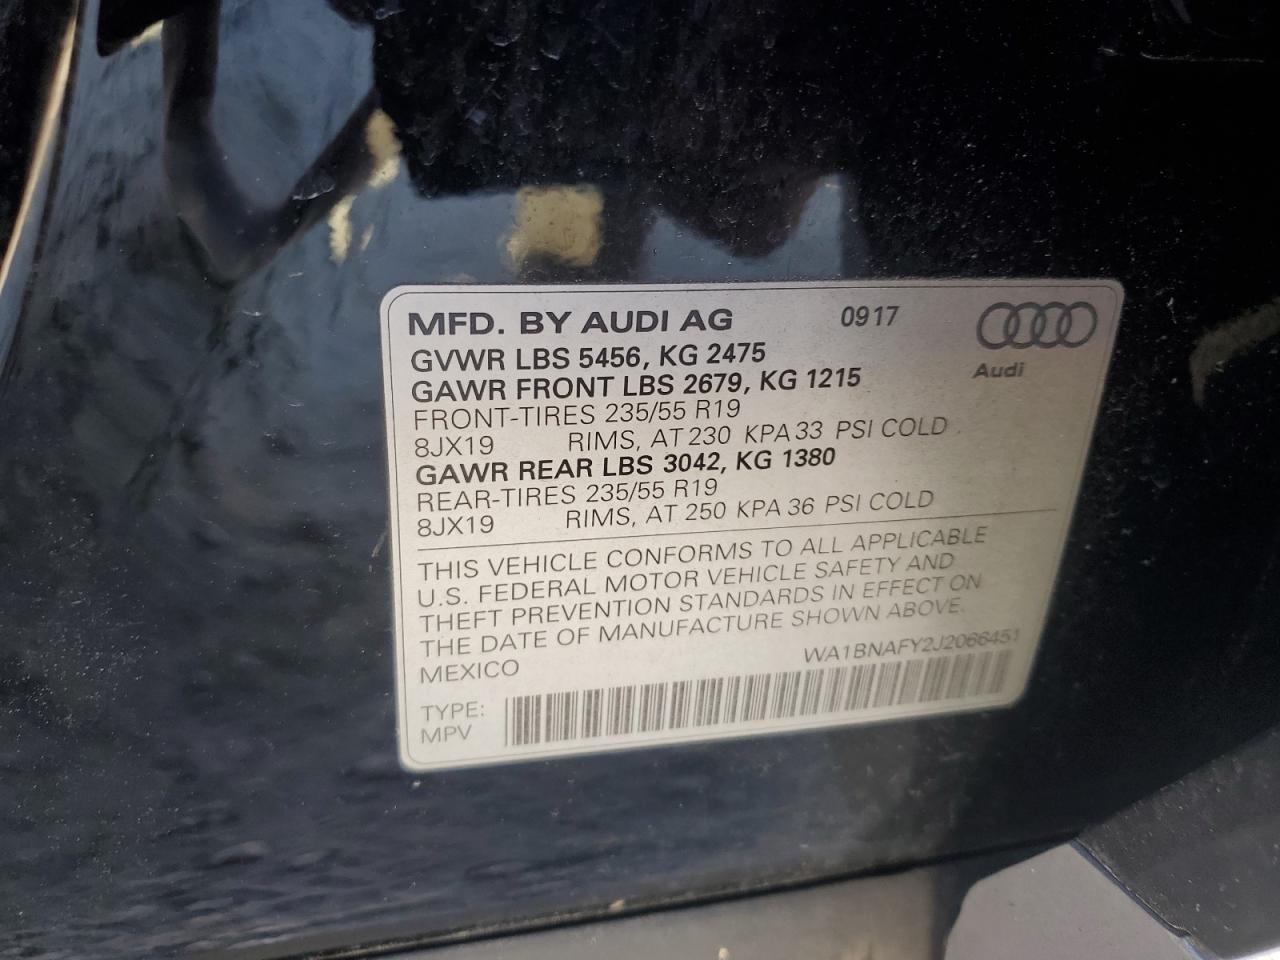 MFD. BY AUDI AG 0917
Audi
GVWR LBS 5456, KG 2475
GAWR FRONT LBS 2679, KG 1215
FRONT-TIRES 235/55 R19
8JX19 RIMS, AT 230 KPA 33 PSI COLD
GAWR REAR LBS 3042, KG 1380
REAR-TIRES 235/55 R19
8JX19 RIMS, AT 250 KPA 36 PSI COLD
THIS VEHICLE CONFORMS TO ALL APPLICABLE
U.S. FEDERAL MOTOR VEHICLE SAFETY AND
THEFT PREVENTION STANDARDS IN EFFECT ON
THE DATE OF MANUFACTURE SHOWN ABOVE.
MEXICO WA1BNAFY2J2066451
TYPE:
MPV